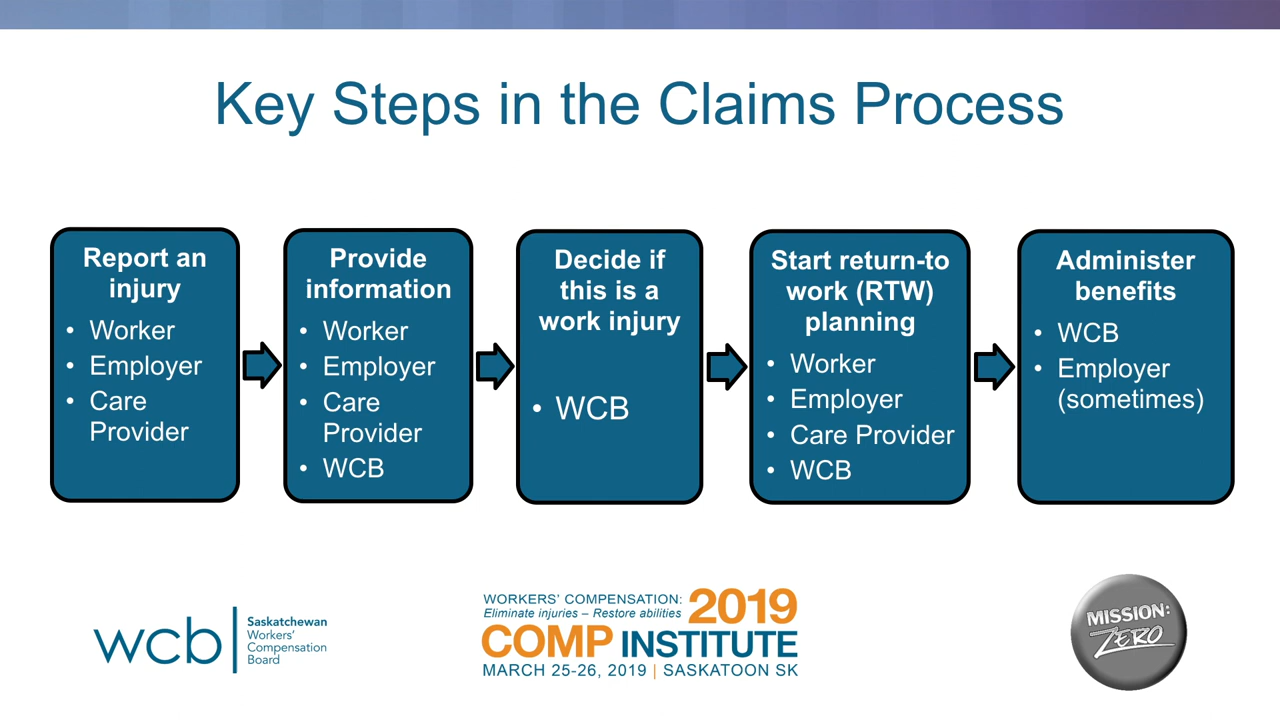 Key Steps in the Claims Process
Report an
injury
• Worker
• Employer
• Care
Provider
Provide
information
• Worker
• Employer
• Care
Provider
• WCB
Decide if
this is a
work injury
• WCB
Start return-to
work (RTW)
planning
• Worker
• Employer
• Care Provider
• WCB
Administer
benefits
• WCB
• Employer
(sometimes)
wcb
Saskatchewan
Workers'
Compensation
Board
WORKERS' COMPENSATION:
Eliminate injuries – Restore abilities
2019
COMP INSTITUTE
MARCH 25-26, 2019 | SASKATOON SK
MISSION:
ZERO